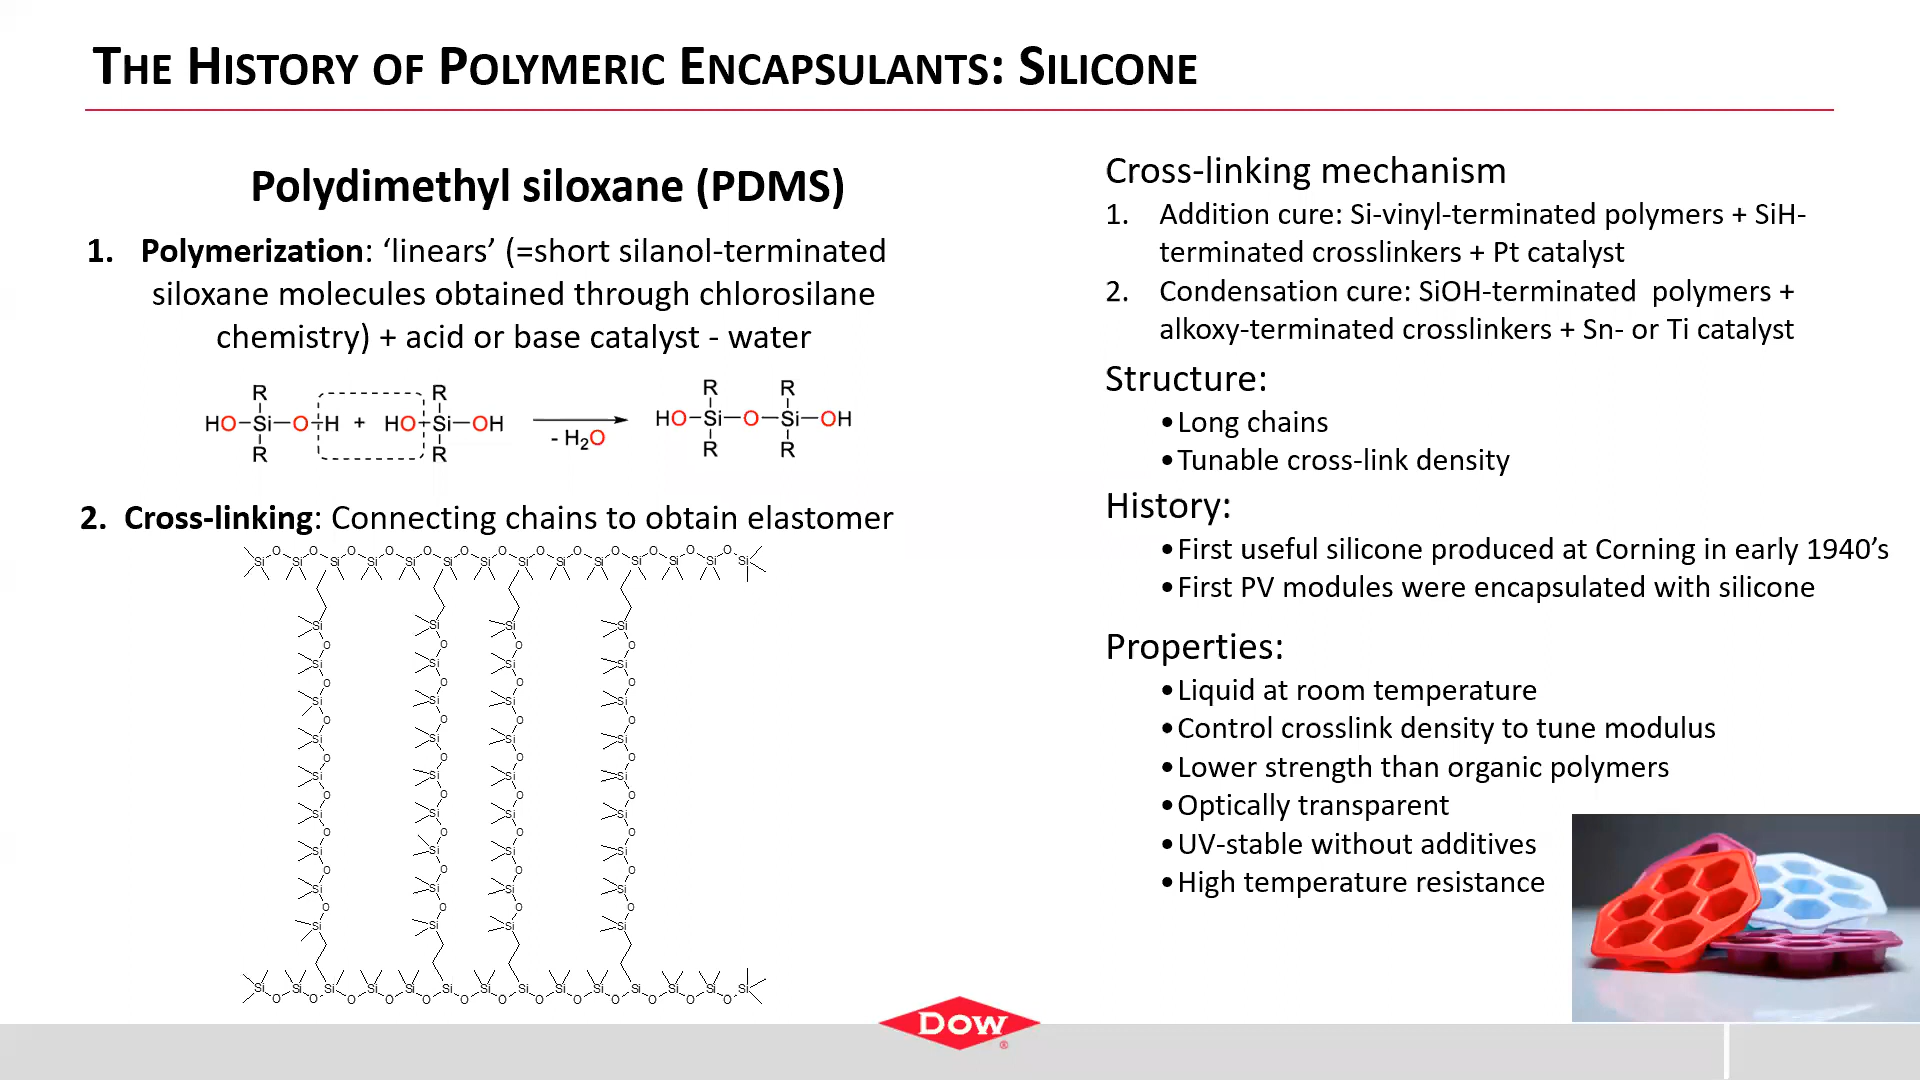 THE HISTORY OF POLYMERIC ENCAPSULANTS: SILICONE
Polydimethyl siloxane (PDMS)
1. Polymerization: ‘linears’ (=short silanol-terminated
siloxane molecules obtained through chlorosilane
chemistry) + acid or base catalyst - water
R R R R
HO–Si–O–H + HO–Si–OH - H2O HO–Si–O–Si–OH
R R R R
2. Cross-linking: Connecting chains to obtain elastomer
Cross-linking mechanism
1. Addition cure: Si-vinyl-terminated polymers + SiH-
terminated crosslinkers + Pt catalyst
2. Condensation cure: SiOH-terminated polymers +
alkoxy-terminated crosslinkers + Sn- or Ti catalyst
Structure:
•Long chains
•Tunable cross-link density
History:
•First useful silicone produced at Corning in early 1940’s
•First PV modules were encapsulated with silicone
Properties:
•Liquid at room temperature
•Control crosslink density to tune modulus
•Lower strength than organic polymers
•Optically transparent
•UV-stable without additives
•High temperature resistance
DOW
®